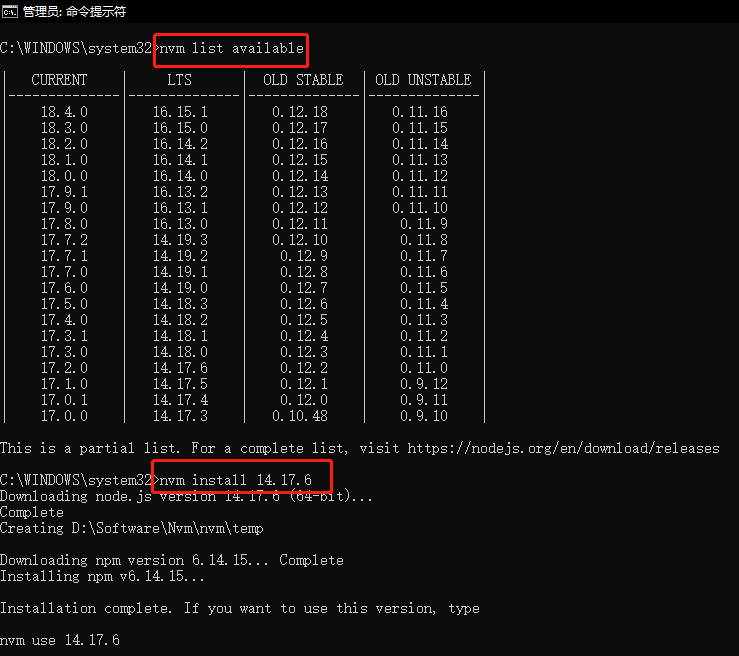 管理员: 命令提示符
C:\WINDOWS\system32>nvm list available
| CURRENT | LTS | OLD STABLE | OLD UNSTABLE |
|--------------|--------------|--------------|--------------|
| 18.4.0 | 16.15.1 | 0.12.18 | 0.11.16 |
| 18.3.0 | 16.15.0 | 0.12.17 | 0.11.15 |
| 18.2.0 | 16.14.2 | 0.12.16 | 0.11.14 |
| 18.1.0 | 16.14.1 | 0.12.15 | 0.11.13 |
| 18.0.0 | 16.14.0 | 0.12.14 | 0.11.12 |
| 17.9.1 | 16.13.2 | 0.12.13 | 0.11.11 |
| 17.9.0 | 16.13.1 | 0.12.12 | 0.11.10 |
| 17.8.0 | 16.13.0 | 0.12.11 | 0.11.9 |
| 17.7.2 | 14.19.3 | 0.12.10 | 0.11.8 |
| 17.7.1 | 14.19.2 | 0.12.9 | 0.11.7 |
| 17.7.0 | 14.19.1 | 0.12.8 | 0.11.6 |
| 17.6.0 | 14.19.0 | 0.12.7 | 0.11.5 |
| 17.5.0 | 14.18.3 | 0.12.6 | 0.11.4 |
| 17.4.0 | 14.18.2 | 0.12.5 | 0.11.3 |
| 17.3.1 | 14.18.1 | 0.12.4 | 0.11.2 |
| 17.3.0 | 14.18.0 | 0.12.3 | 0.11.1 |
| 17.2.0 | 14.17.6 | 0.12.2 | 0.11.0 |
| 17.1.0 | 14.17.5 | 0.12.1 | 0.9.12 |
| 17.0.1 | 14.17.4 | 0.12.0 | 0.9.11 |
| 17.0.0 | 14.17.3 | 0.10.48 | 0.9.10 |
This is a partial list. For a complete list, visit https://nodejs.org/en/download/releases
C:\WINDOWS\system32>nvm install 14.17.6
Downloading node.js version 14.17.6 (64-bit)...
Complete
Creating D:\Software\Nvm\nvm\temp
Downloading npm version 6.14.15... Complete
Installing npm v6.14.15...
Installation complete. If you want to use this version, type
nvm use 14.17.6